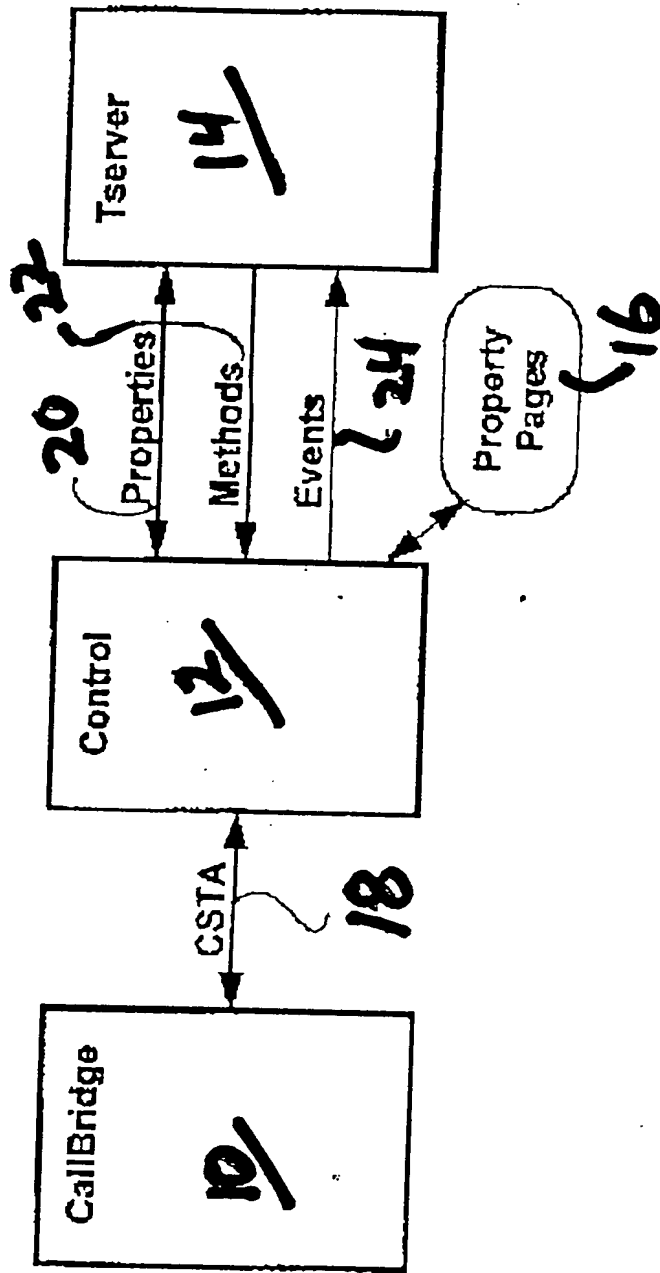 CallBridge
10
CSTA
18
Control
12
20
Properties
22
Methods
Events
24
Tserver
14
Property
Pages
16